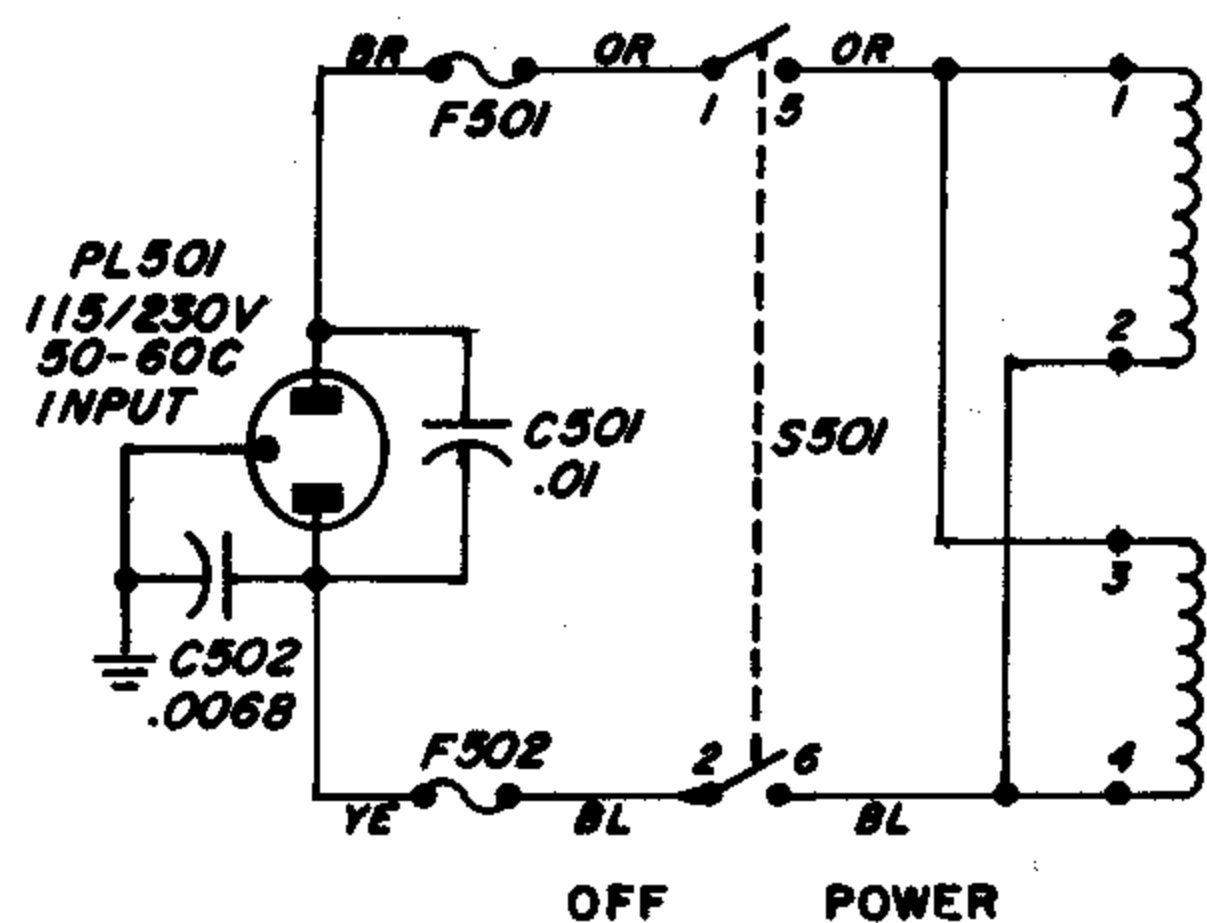 BR
OR
OR
F501
1
5
1
PL501
115/230V
50-60C
INPUT
2
C501
.01
S501
3
C502
.0068
F502
2
6
4
YE
BL
BL
OFF
POWER